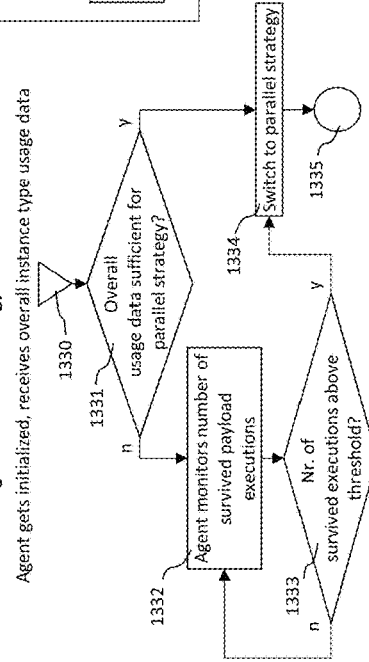 Agent gets initialized, receives overall instance type usage data
1330
1331
Overall
usage data sufficient for
parallel strategy?
n
y
1332
Agent monitors number of
survived payload
executions
1333
Nr. of
survived executions above
threshold?
n
y
1334
Switch to parallel strategy
1335